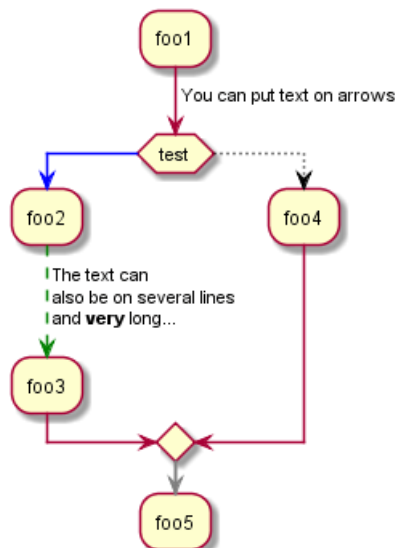 foo1
You can put text on arrows
test
foo2
foo4
The text can
also be on several lines
and very long...
foo3
foo5